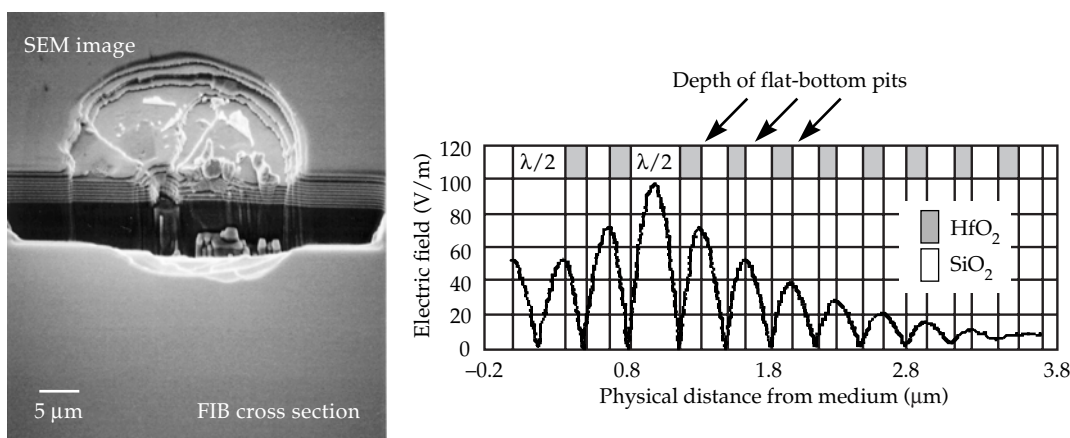 SEM image
5 μm
FIB cross section
Depth of flat-bottom pits
λ/2
λ/2
Electric field (V/m)
120
100
80
60
40
20
0
HfO₂
SiO₂
–0.2
0.8
1.8
2.8
3.8
Physical distance from medium (μm)